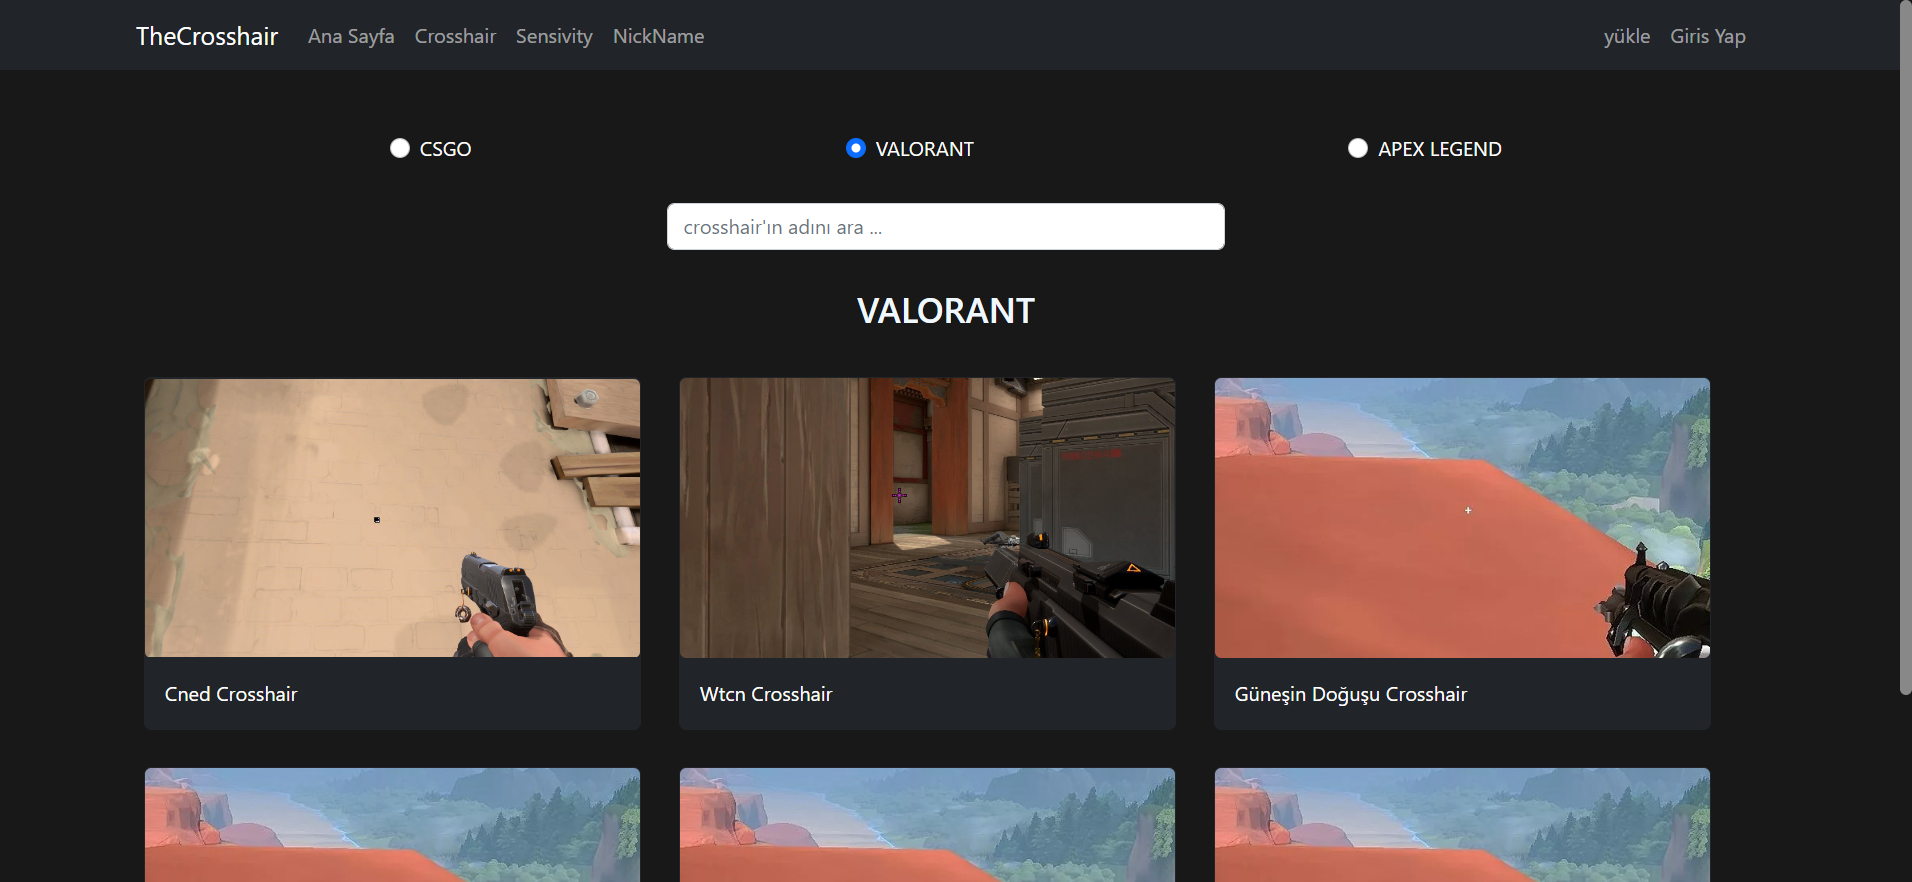 TheCrosshair Ana Sayfa Crosshair Sensivity NickName yükle Giris Yap
CSGO VALORANT APEX LEGEND
crosshair'ın adını ara ...
VALORANT
Cned Crosshair Wtcn Crosshair Güneşin Doğuşu Crosshair